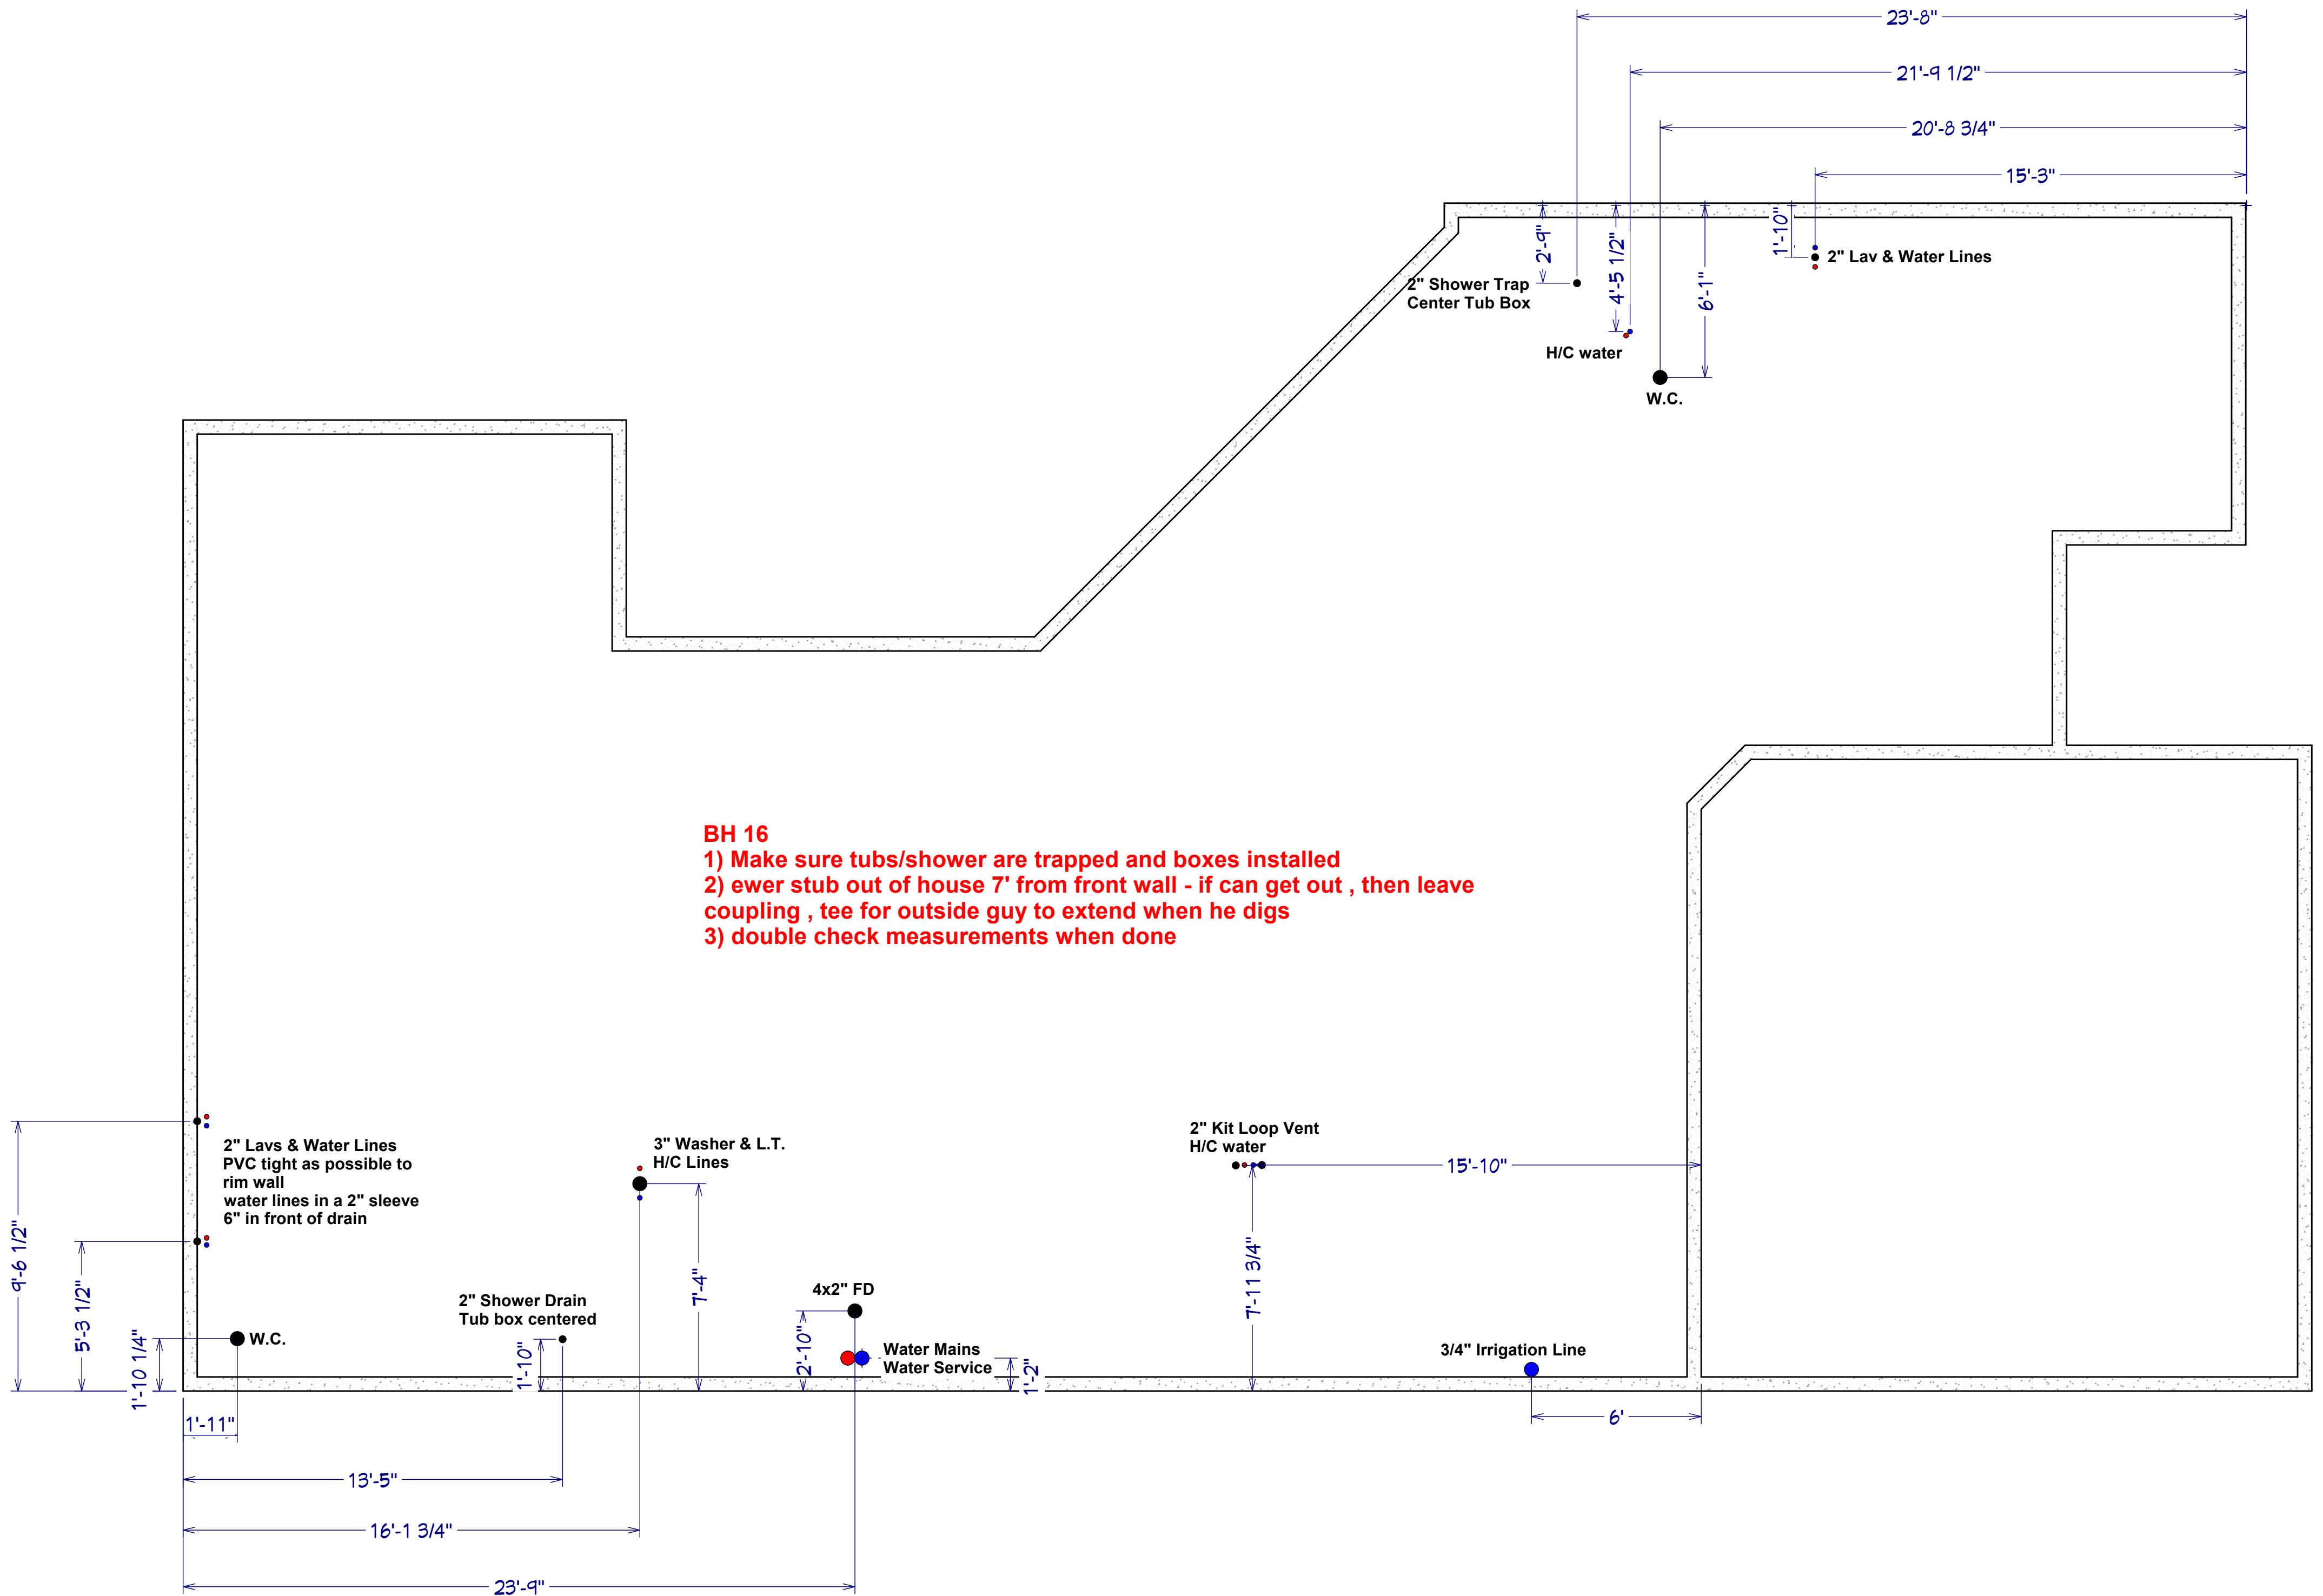 23'-8"
21'-9 1/2"
20'-8 3/4"
15'-3"
2'-9"
4'-5 1/2"
6'-1"
1'-10"
2" Lav & Water Lines
2" Shower Trap
Center Tub Box
H/C water
W.C.
BH 16
1) Make sure tubs/shower are trapped and boxes installed
2) ewer stub out of house 7' from front wall - if can get out , then leave
coupling , tee for outside guy to extend when he digs
3) double check measurements when done
2" Lavs & Water Lines
PVC tight as possible to
rim wall
water lines in a 2" sleeve
6" in front of drain
3" Washer & L.T.
H/C Lines
2" Kit Loop Vent
H/C water
15'-10"
9'-6 1/2"
5'-3 1/2"
1'-10 1/4"
W.C.
2" Shower Drain
Tub box centered
1'-10"
7'-4"
4x2" FD
2'-10"
Water Mains
Water Service
1'-2"
7'-11 3/4"
3/4" Irrigation Line
6'
1'-11"
13'-5"
16'-1 3/4"
23'-9"